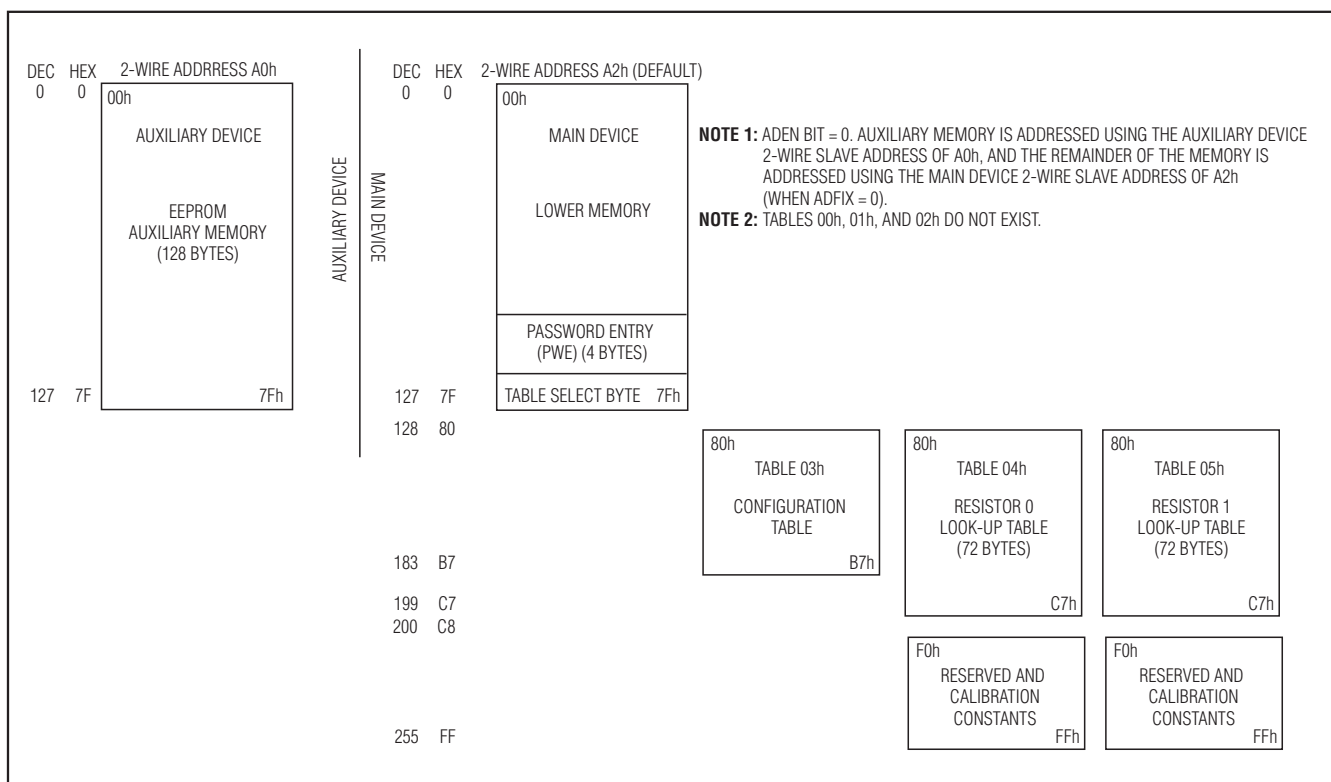 DEC HEX 2-WIRE ADDRRESS A0h
0 0 00h
AUXILIARY DEVICE
EEPROM
AUXILIARY MEMORY
(128 BYTES)
127 7F 7Fh
AUXILIARY DEVICE
MAIN DEVICE
DEC HEX 2-WIRE ADDRESS A2h (DEFAULT)
0 0 00h
MAIN DEVICE
LOWER MEMORY
PASSWORD ENTRY
(PWE) (4 BYTES)
127 7F TABLE SELECT BYTE 7Fh
128 80
183 B7
199 C7
200 C8
255 FF
NOTE 1: ADEN BIT = 0. AUXILIARY MEMORY IS ADDRESSED USING THE AUXILIARY DEVICE
2-WIRE SLAVE ADDRESS OF A0h, AND THE REMAINDER OF THE MEMORY IS
ADDRESSED USING THE MAIN DEVICE 2-WIRE SLAVE ADDRESS OF A2h
(WHEN ADFIX = 0).
NOTE 2: TABLES 00h, 01h, AND 02h DO NOT EXIST.
80h
TABLE 03h
CONFIGURATION
TABLE
B7h
80h
TABLE 04h
RESISTOR 0
LOOK-UP TABLE
(72 BYTES)
C7h
80h
TABLE 05h
RESISTOR 1
LOOK-UP TABLE
(72 BYTES)
C7h
F0h
RESERVED AND
CALIBRATION
CONSTANTS
FFh
F0h
RESERVED AND
CALIBRATION
CONSTANTS
FFh